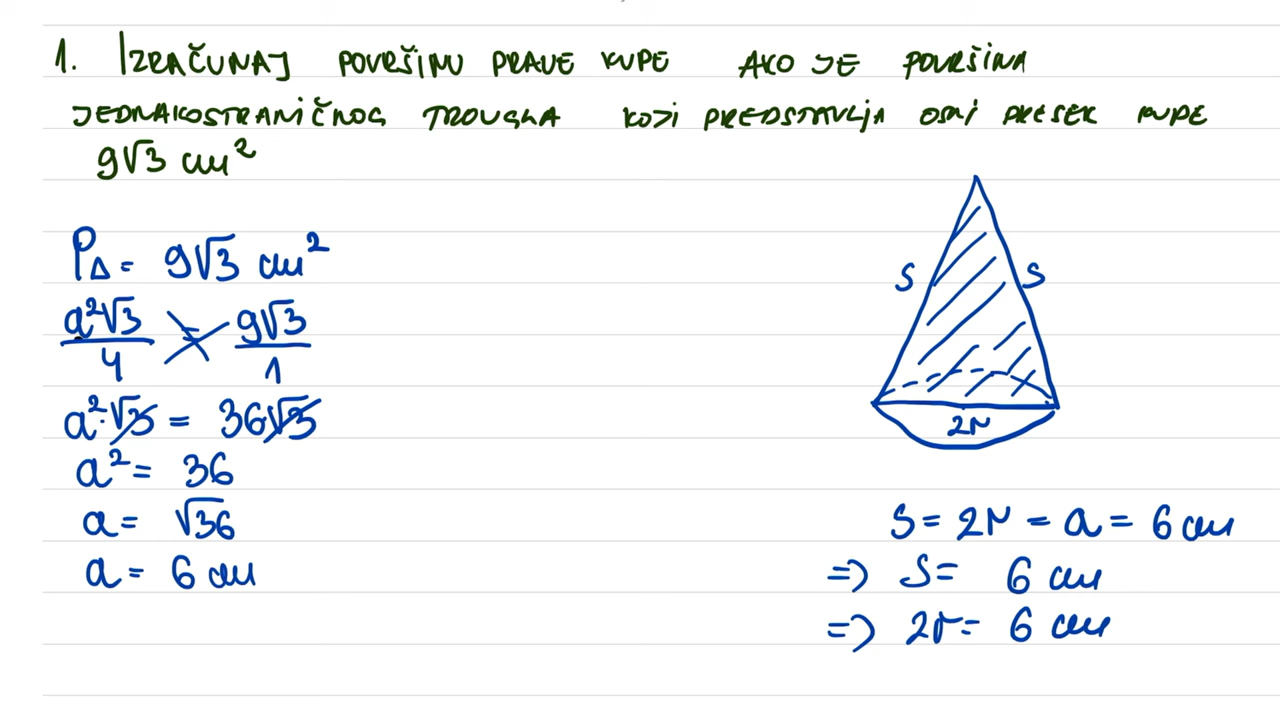 1. IZRAČUNAJ POVRŠINU PRAVE KUPE AKO JE POVRŠINA
JEDNAKOSTRANIČNOG TROUGLA KOJI PREDSTAVLJA OSNI PRESEK KUPE
9√3 cm²
P△ = 9√3 cm²
a²√3/4 = 9√3/1
a²·√3 = 36√3
a² = 36
a = √36
a = 6 cm
S
S
2r
S = 2r = a = 6 cm
=> S = 6 cm
=> 2r = 6 cm